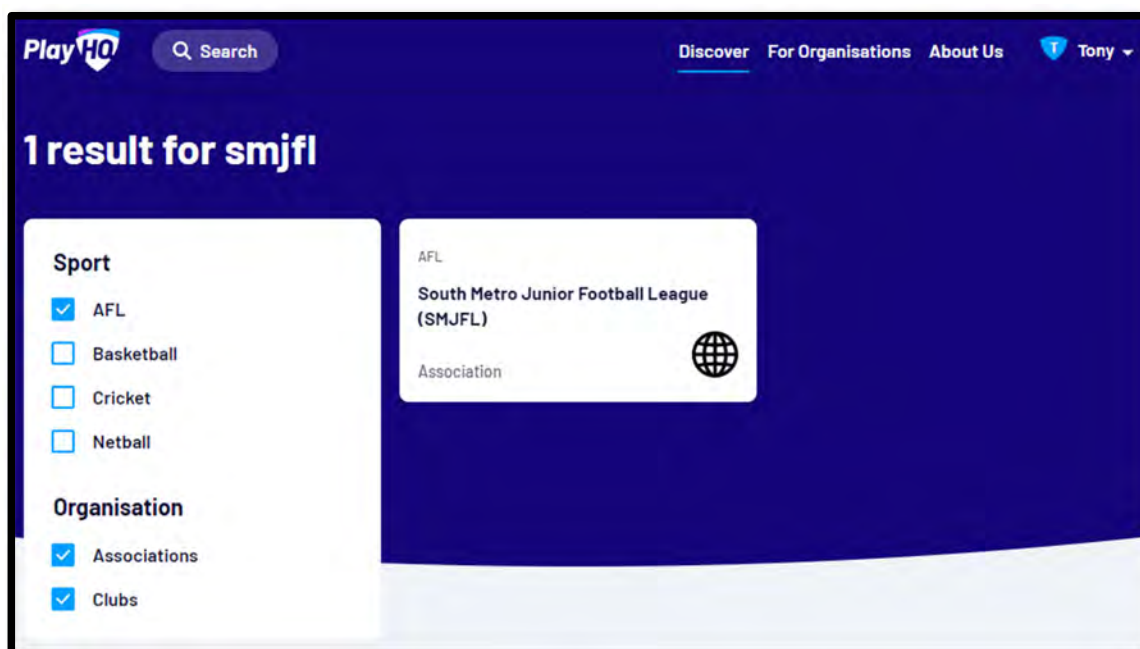 PlayHQ
Search
Discover
For Organisations
About Us
T
Tony
1 result for smjfl
Sport
AFL
Basketball
Cricket
Netball
Organisation
Associations
Clubs
AFL
South Metro Junior Football League
(SMJFL)
Association